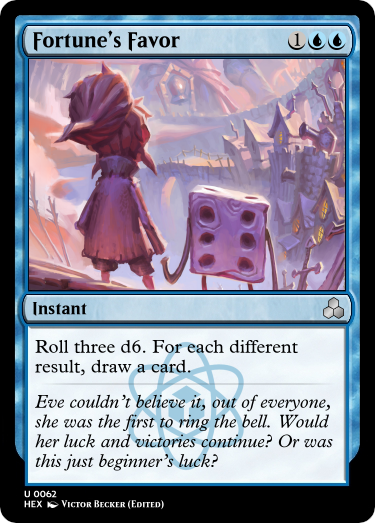 Fortune's Favor 1
Instant
Roll three d6. For each different
result, draw a card.
Eve couldn't believe it, out of everyone,
she was the first to ring the bell. Would
her luck and victories continue? Or was
this just beginner's luck?
U 0062
HEX Victor Becker (Edited)